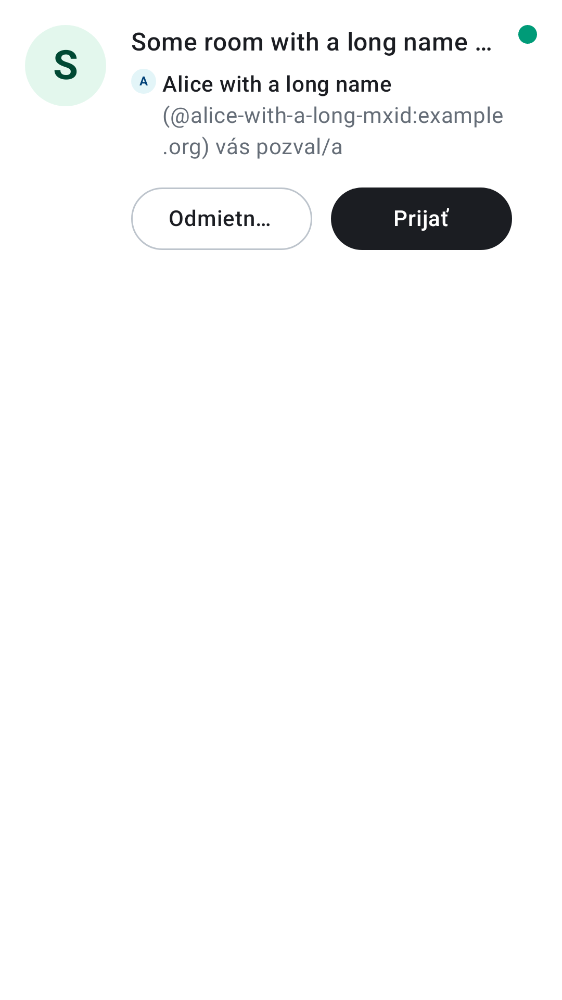 S
Some room with a long name …
A
Alice with a long name
(@alice-with-a-long-mxid:example
.org) vás pozval/a
Odmietn…
Prijať